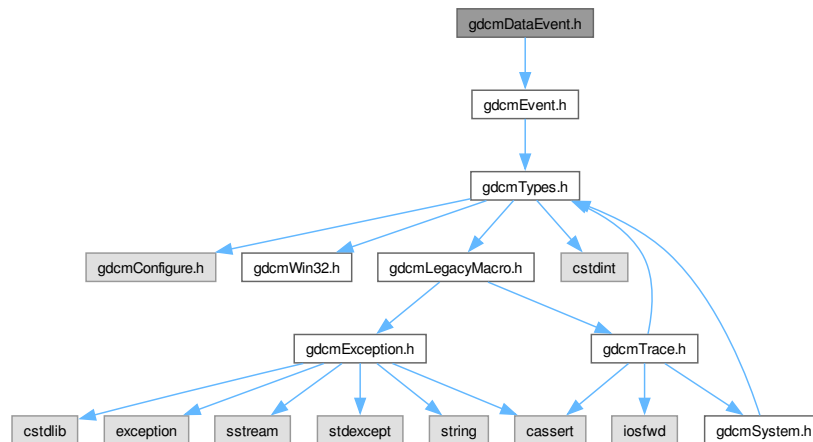 gdcmDataEvent.h
gdcmEvent.h
gdcmTypes.h
gdcmConfigure.h
gdcmWin32.h
gdcmLegacyMacro.h
cstdint
gdcmException.h
gdcmTrace.h
cstdlib
exception
sstream
stdexcept
string
cassert
iosfwd
gdcmSystem.h